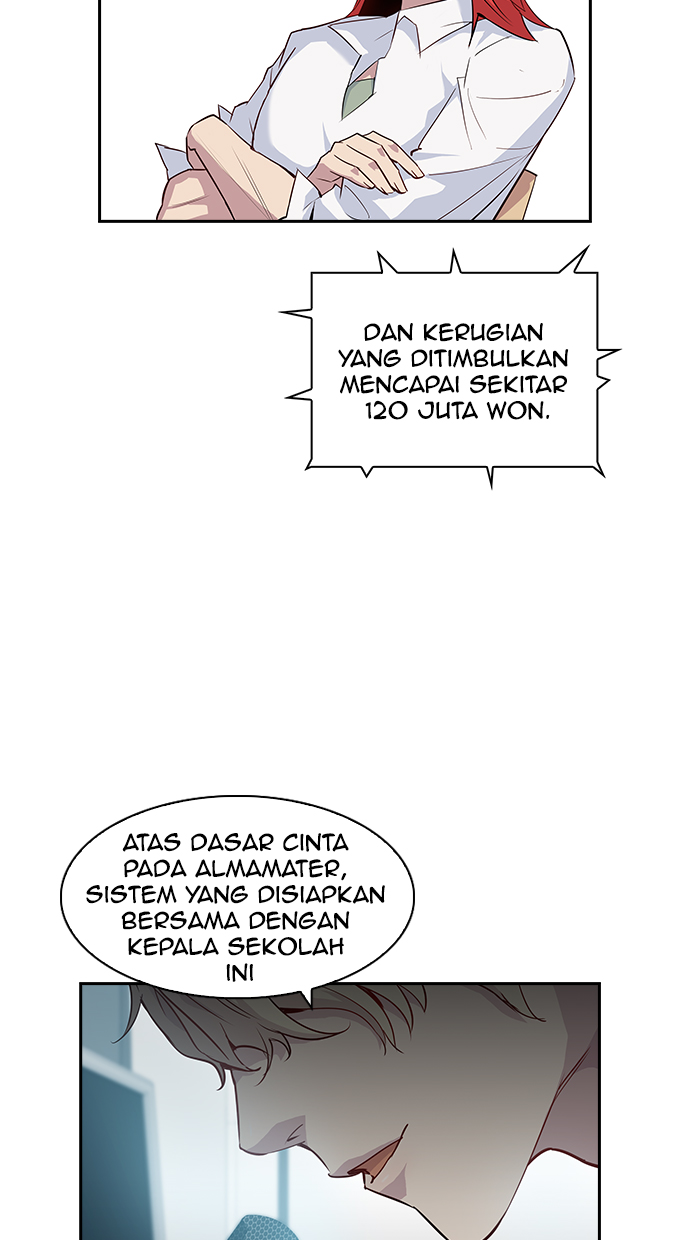 DAN KERUGIAN
YANG DITIMBULKAN
MENCAPAI SEKITAR
120 JUTA WON.
ATAS DASAR CINTA
PADA ALMAMATER,
SISTEM YANG DISIAPKAN
BERSAMA DENGAN
KEPALA SEKOLAH
INI